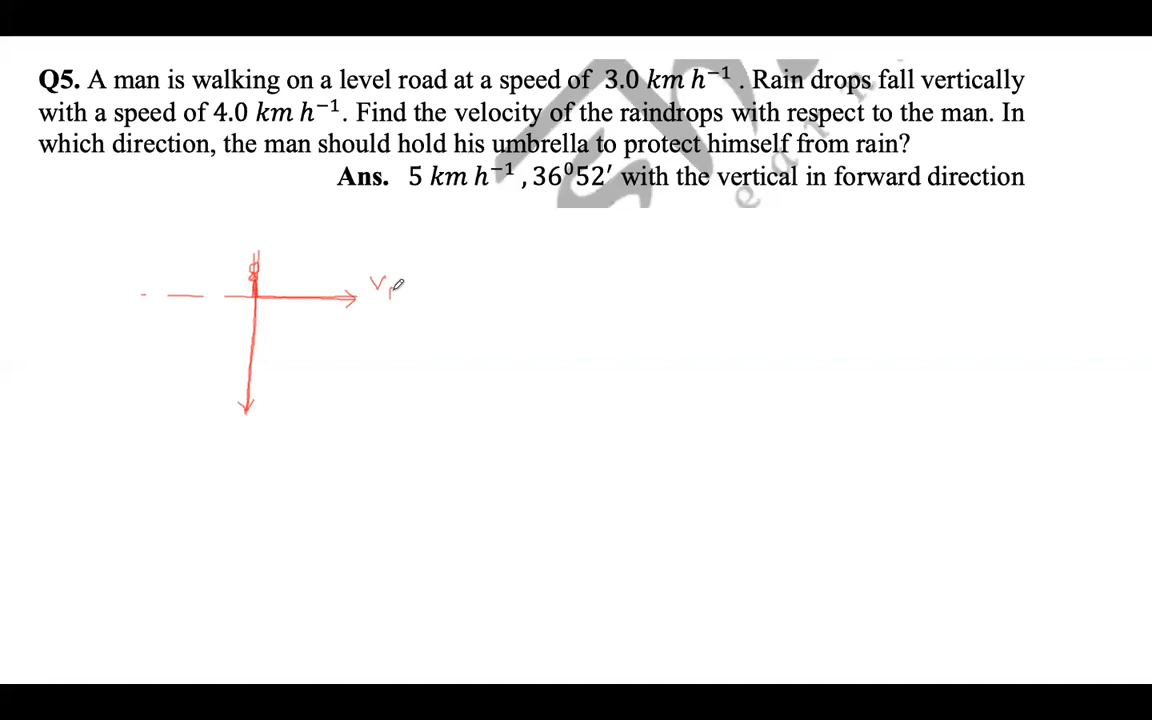 Q5. A man is walking on a level road at a speed of 3.0 km h⁻¹. Rain drops fall vertically
with a speed of 4.0 km h⁻¹. Find the velocity of the raindrops with respect to the man. In
which direction, the man should hold his umbrella to protect himself from rain?
Ans. 5 km h⁻¹, 36⁰52′ with the vertical in forward direction
V